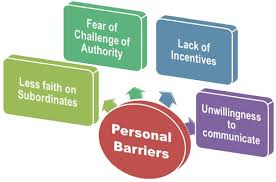 Fear of
Challenge of
Authority
Lack of
Incentives
Less faith on
Subordinates
Unwillingness
to
communicate
Personal
Barriers